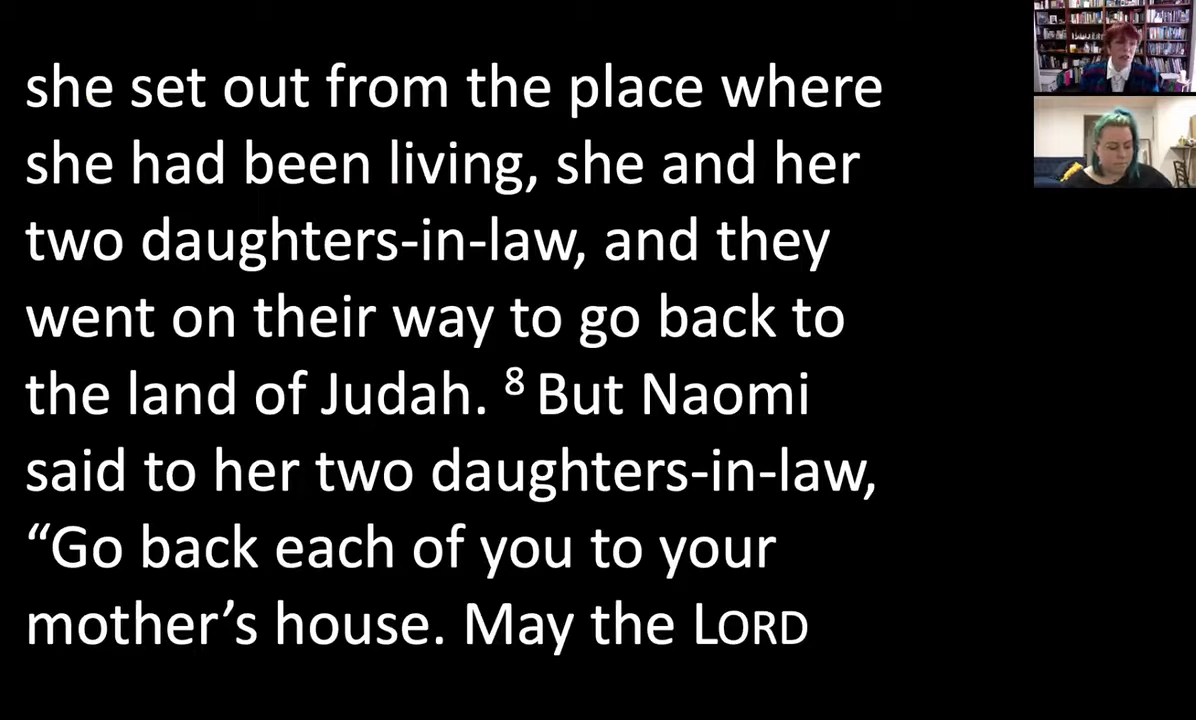 she set out from the place where
she had been living, she and her
two daughters-in-law, and they
went on their way to go back to
the land of Judah. ⁸ But Naomi
said to her two daughters-in-law,
“Go back each of you to your
mother’s house. May the LORD